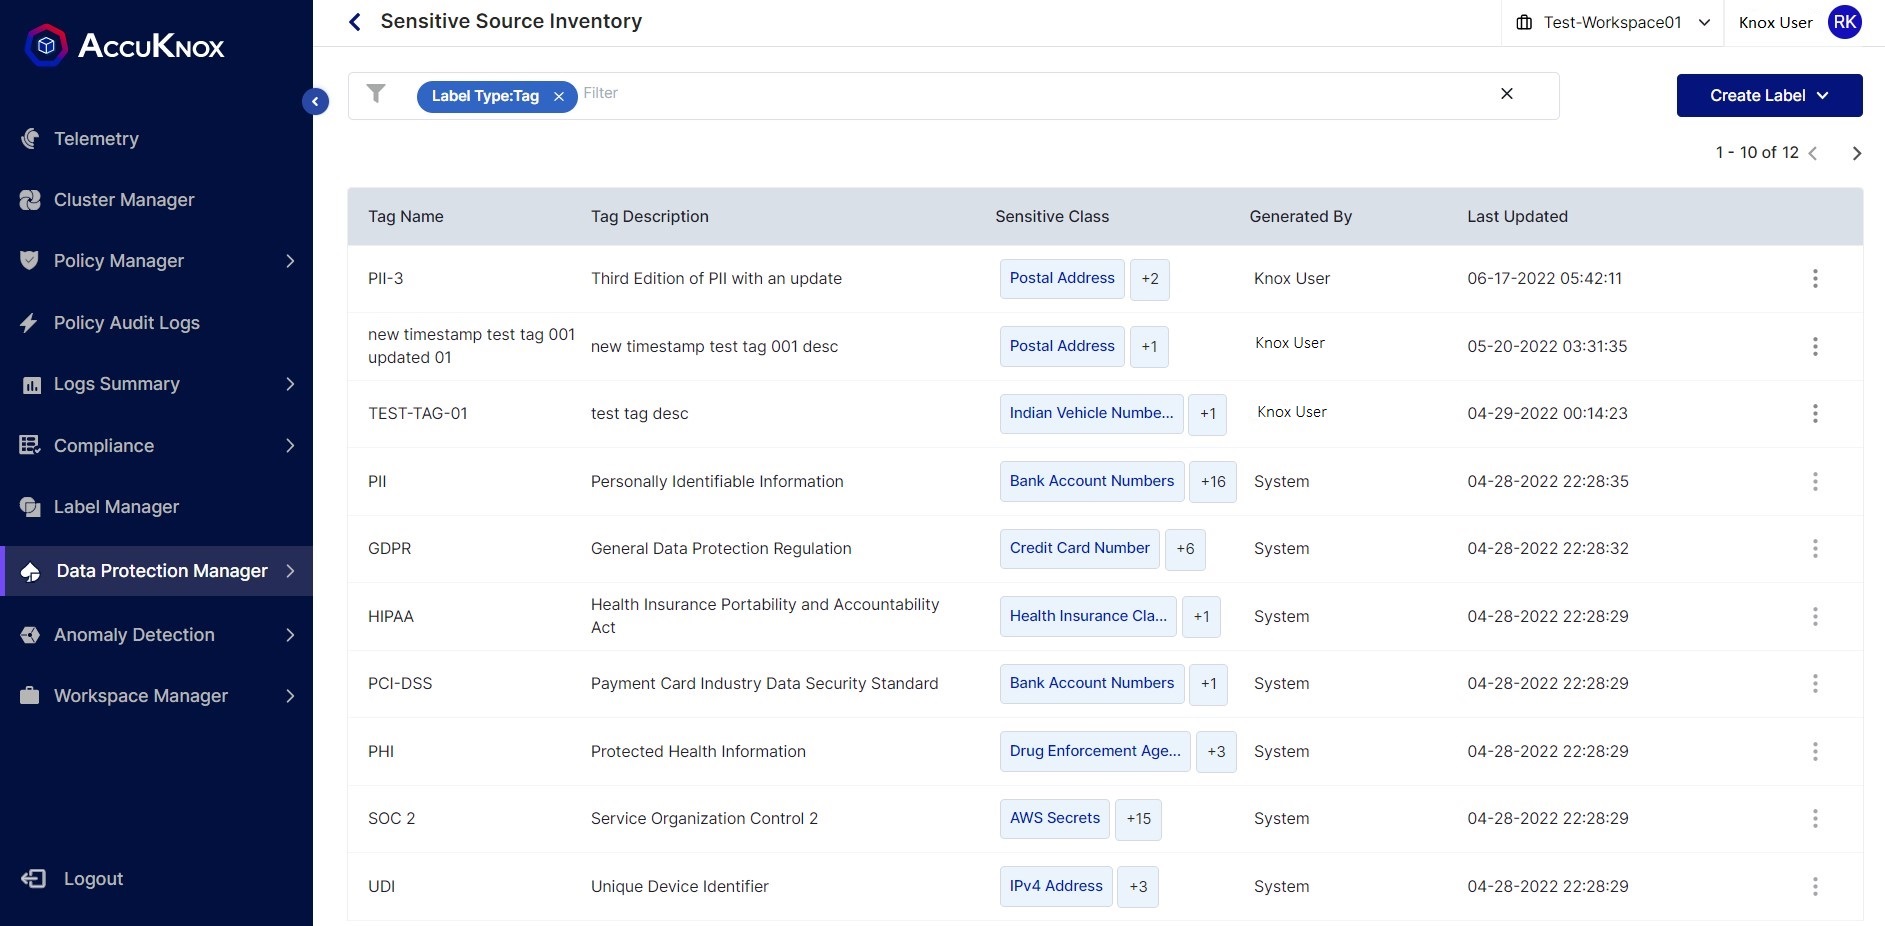 ACCUKNOX
Telemetry
Cluster Manager
Policy Manager
Policy Audit Logs
Logs Summary
Compliance
Label Manager
Data Protection Manager
Anomaly Detection
Workspace Manager
Logout
Sensitive Source Inventory
Test-Workspace01
Knox User
RK
Label Type:Tag
Filter
Create Label
1 - 10 of 12
Tag Name Tag Description Sensitive Class Generated By Last Updated
PII-3 Third Edition of PII with an update Postal Address +2 Knox User 06-17-2022 05:42:11
new timestamp test tag 001
updated 01
new timestamp test tag 001 desc Postal Address +1 Knox User 05-20-2022 03:31:35
TEST-TAG-01 test tag desc Indian Vehicle Numbe... +1 Knox User 04-29-2022 00:14:23
PII Personally Identifiable Information Bank Account Numbers +16 System 04-28-2022 22:28:35
GDPR General Data Protection Regulation Credit Card Number +6 System 04-28-2022 22:28:32
HIPAA Health Insurance Portability and Accountability
Act
Health Insurance Cla... +1 System 04-28-2022 22:28:29
PCI-DSS Payment Card Industry Data Security Standard Bank Account Numbers +1 System 04-28-2022 22:28:29
PHI Protected Health Information Drug Enforcement Age... +3 System 04-28-2022 22:28:29
SOC 2 Service Organization Control 2 AWS Secrets +15 System 04-28-2022 22:28:29
UDI Unique Device Identifier IPv4 Address +3 System 04-28-2022 22:28:29